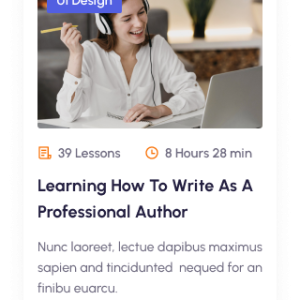 UI Design
39 Lessons
8 Hours 28 min
Learning How To Write As A
Professional Author
Nunc laoreet, lectue dapibus maximus
sapien and tincidunted nequed for an
finibu euarcu.